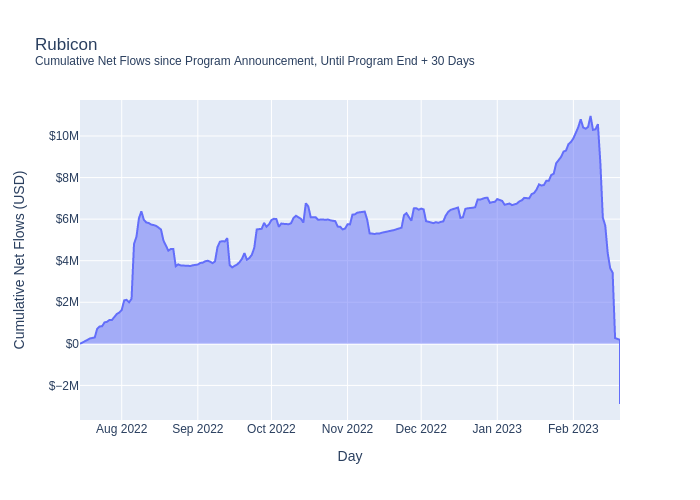 Rubicon
Cumulative Net Flows since Program Announcement, Until Program End + 30 Days
Cumulative Net Flows (USD)
$10M
$8M
$6M
$4M
$2M
$0
$−2M
Aug 2022 Sep 2022 Oct 2022 Nov 2022 Dec 2022 Jan 2023 Feb 2023
Day